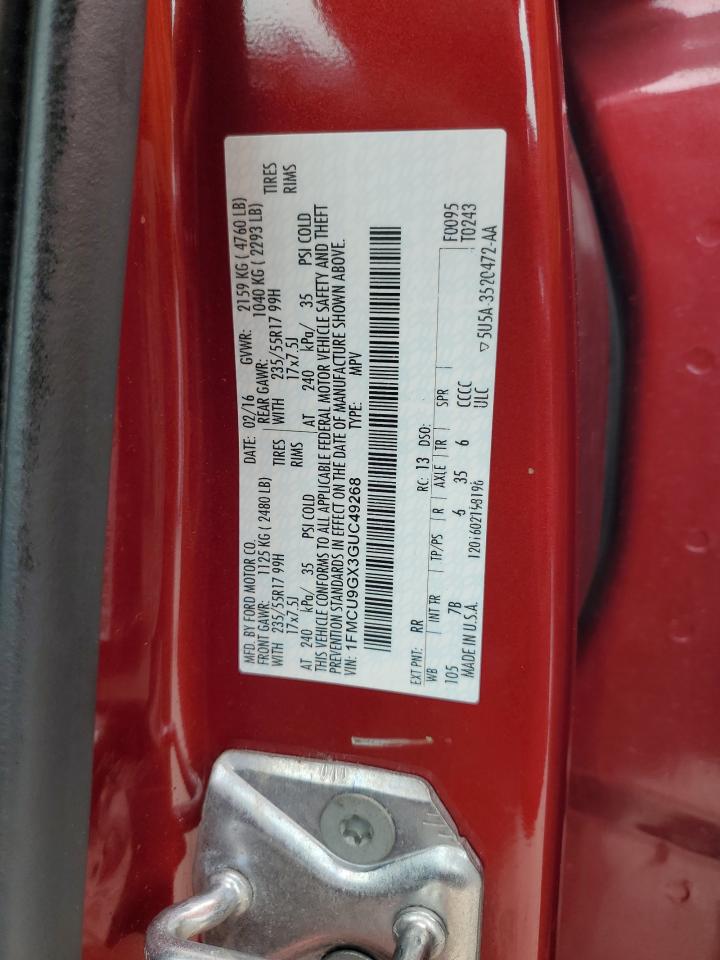 MFD. BY FORD MOTOR CO.
DATE: 02/16 GVWR: 2159 KG ( 4760 LB)
FRONT GAWR: 1125 KG ( 2480 LB) REAR GAWR: 1040 KG ( 2293 LB)
WITH 235/55R17 99H TIRES WITH 235/55R17 99H TIRES
17x7.5J RIMS 17x7.5J RIMS
AT 240 kPa/ 35 PSI COLD AT 240 kPa/ 35 PSI COLD
THIS VEHICLE CONFORMS TO ALL APPLICABLE FEDERAL MOTOR VEHICLE SAFETY AND THEFT
PREVENTION STANDARDS IN EFFECT ON THE DATE OF MANUFACTURE SHOWN ABOVE.
VIN: 1FMCU9GX3GUC49268 TYPE: MPV
EXT PNT: RR RC: 13 DSO: F0095
WB INT TR TP/PS R AXLE TR SPR T0243
105 7B 6 35 6 CCCC
MADE IN U.S.A. ULC
▽5U5A-3520472-AA